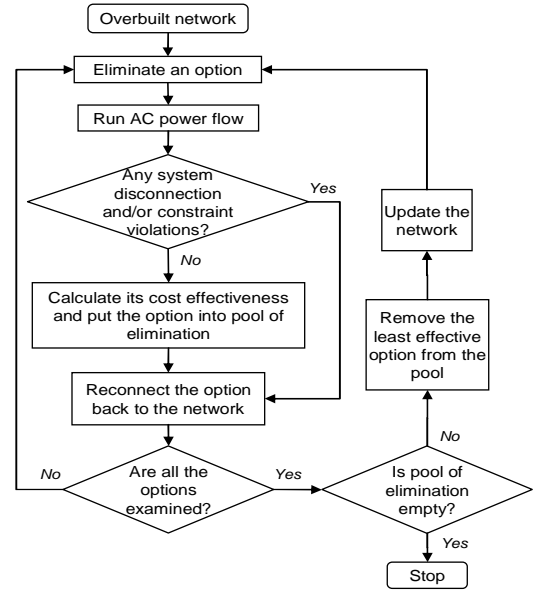 Overbuilt network
Eliminate an option
Run AC power flow
Any system
disconnection
and/or constraint
violations?
Yes
No
Calculate its cost effectiveness
and put the option into pool of
elimination
Reconnect the option
back to the network
Are all the
options
examined?
No
Yes
Is pool of
elimination
empty?
No
Yes
Remove the
least effective
option from the
pool
Update the
network
Stop